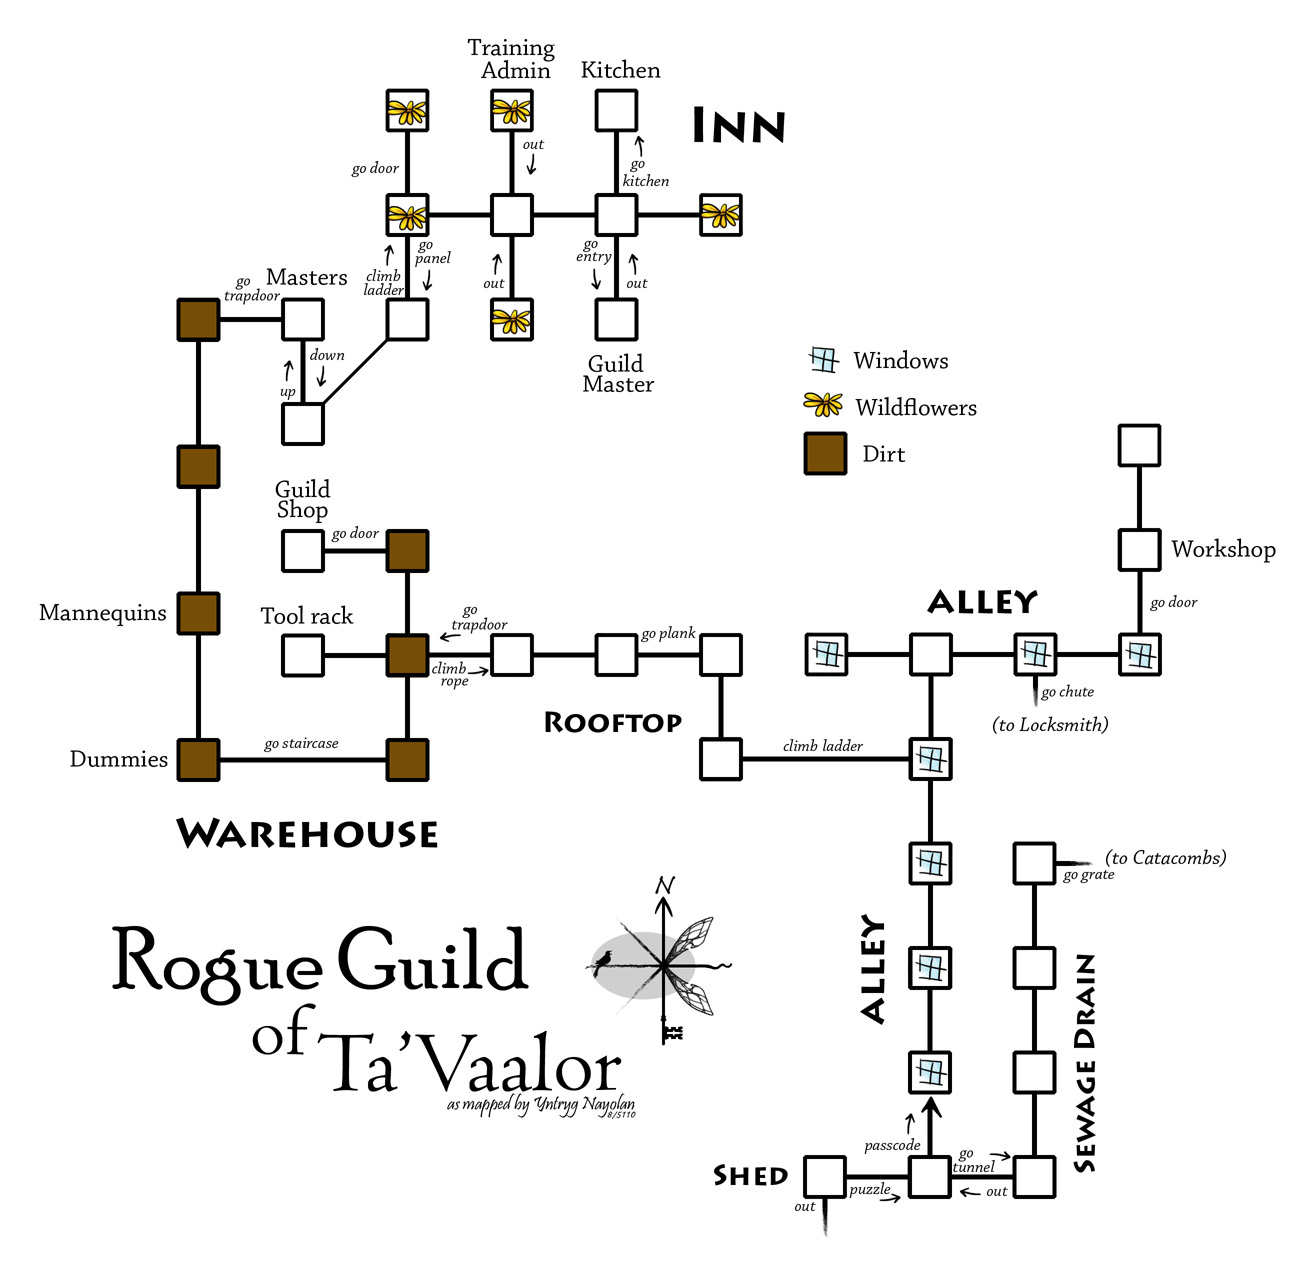 Training
Admin
Kitchen
INN
out
go door
go
kitchen
go
panel
climb
ladder
out
go
entry
out
Guild
Master
Masters
go
trapdoor
down
up
Windows
Wildflowers
Dirt
Guild
Shop
go door
Mannequins
Tool rack
go
trapdoor
climb
rope
go plank
ROOFTOP
Dummies
go staircase
WAREHOUSE
climb ladder
ALLEY
Workshop
go door
go chute
(to Locksmith)
(to Catacombs)
go grate
ALLEY
SEWAGE DRAIN
passcode
go
tunnel
out
SHED
puzzle
out
N
Rogue Guild
of
Ta'Vaalor
as mapped by Yntryg Nayolan
8/5110